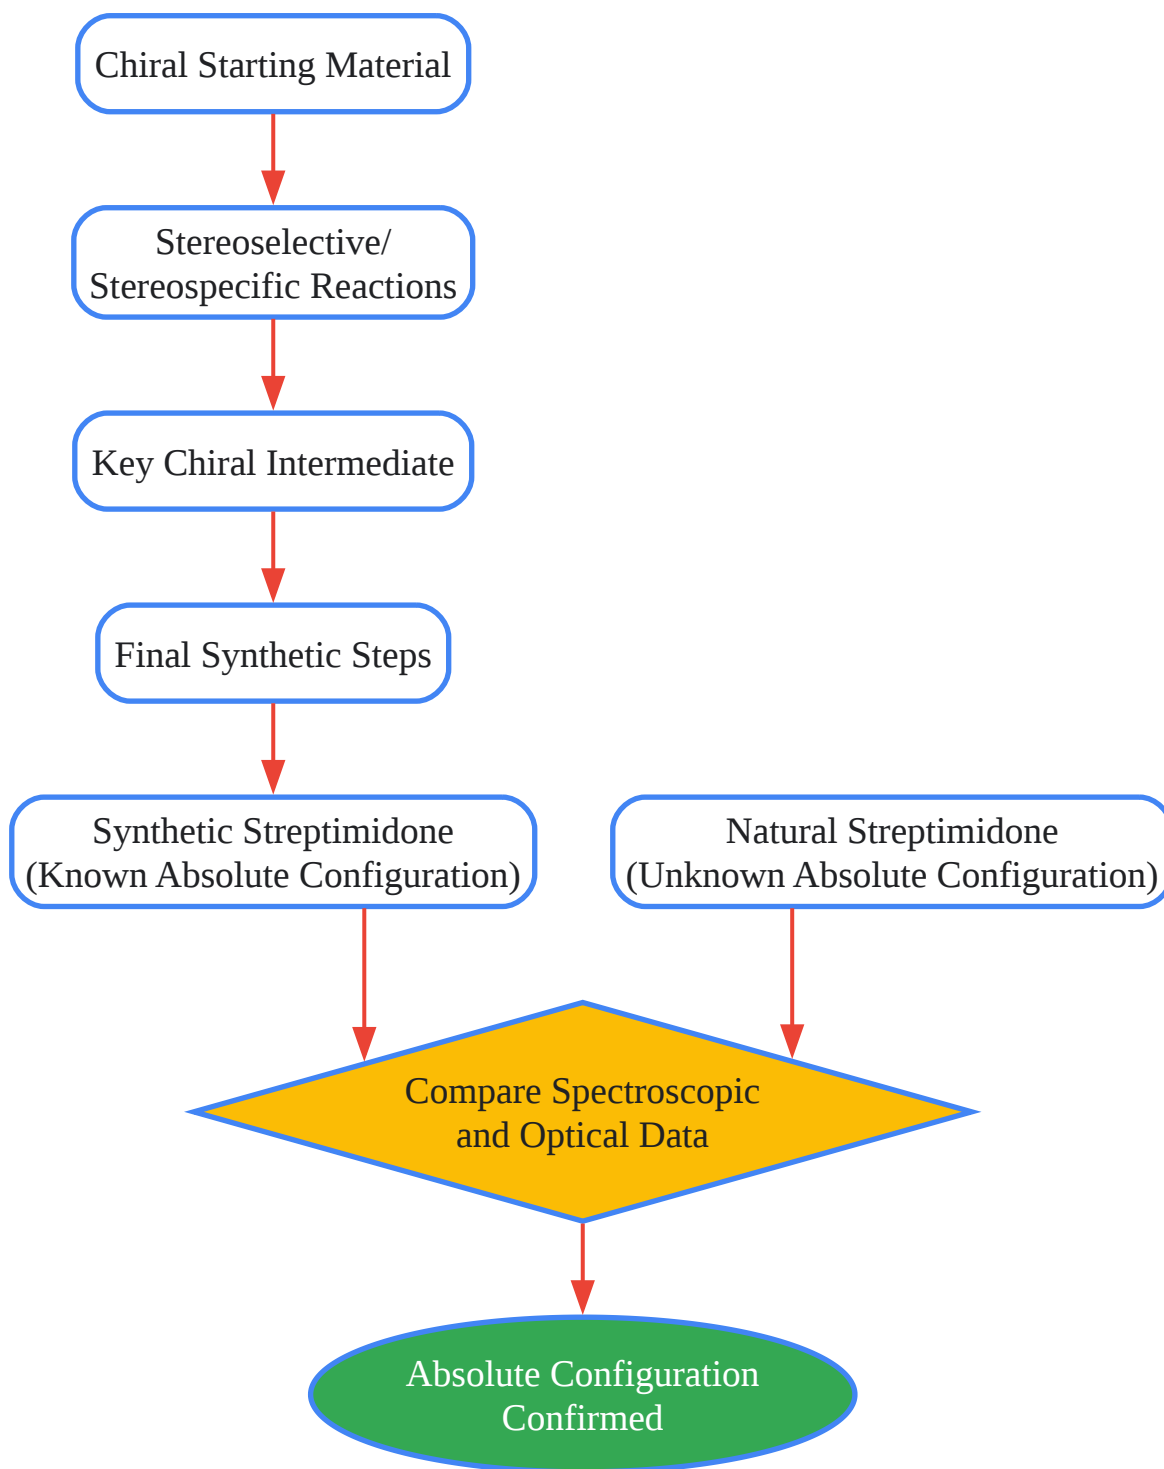 Chiral Starting Material
Stereoselective/
Stereospecific Reactions
Key Chiral Intermediate
Final Synthetic Steps
Synthetic Streptimidone
(Known Absolute Configuration)
Natural Streptimidone
(Unknown Absolute Configuration)
Compare Spectroscopic
and Optical Data
Absolute Configuration
Confirmed